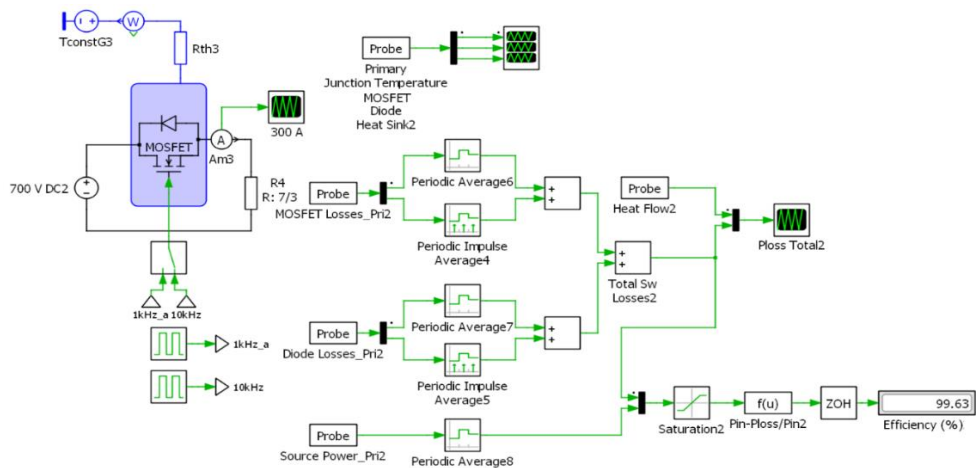 W
TconstG3
Rth3
MOSFET
A
Am3
300 A
700 V DC2
R4
R: 7/3
1kHz_a
10kHz
1kHz_a
10kHz
Probe
Primary
Junction Temperature
MOSFET
Diode
Heat Sink2
Probe
MOSFET Losses_Pri2
Periodic Average6
Periodic Impulse
Average4
Probe
Diode Losses_Pri2
Periodic Average7
Periodic Impulse
Average5
Probe
Source Power_Pri2
Periodic Average8
+
+
+
+
+
+
Total Sw
Losses2
Probe
Heat Flow2
Ploss Total2
Saturation2
f(u)
Pin-Ploss/Pin2
ZOH
99.63
Efficiency (%)